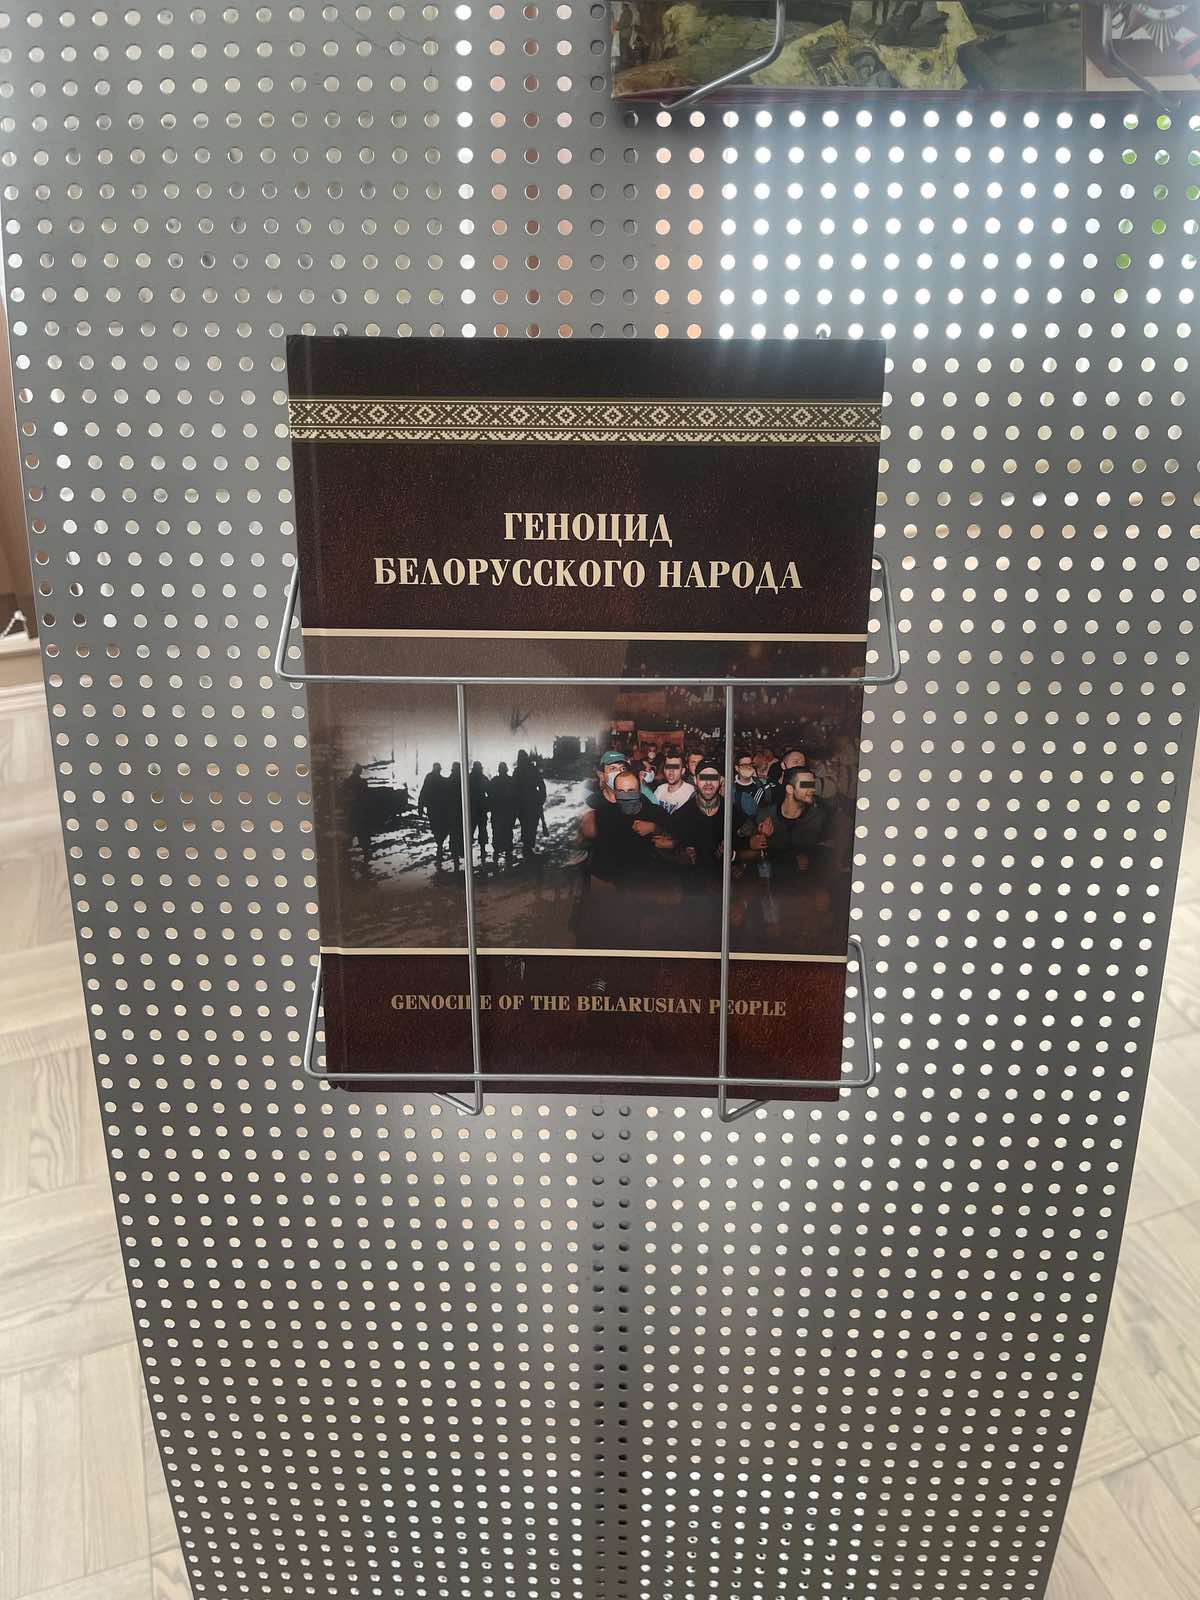 ГЕНОЦИД
БЕЛОРУССКОГО НАРОДА
GENOCIDE OF THE BELARUSIAN PEOPLE